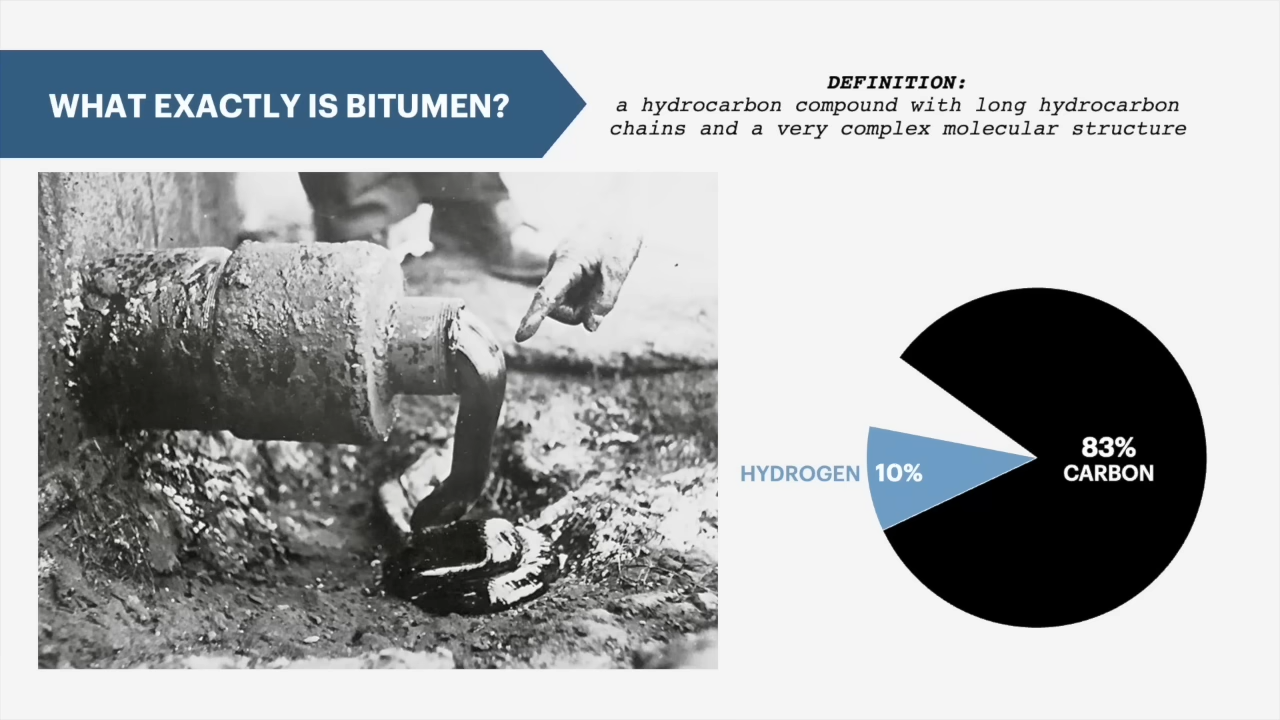 WHAT EXACTLY IS BITUMEN?
DEFINITION:
a hydrocarbon compound with long hydrocarbon
chains and a very complex molecular structure
83%
CARBON
HYDROGEN 10%